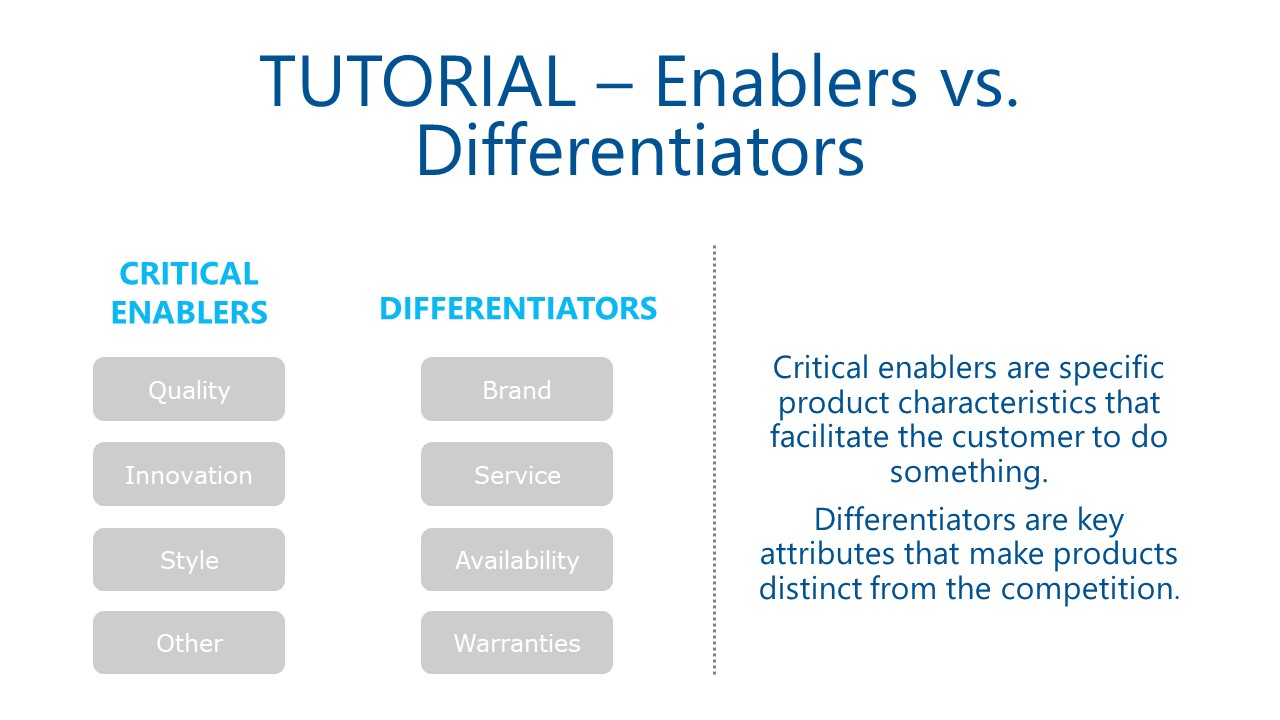 TUTORIAL – Enablers vs.
Differentiators
CRITICAL
ENABLERS
Quality
Innovation
Style
Other
DIFFERENTIATORS
Brand
Service
Availability
Warranties
Critical enablers are specific
product characteristics that
facilitate the customer to do
something.
Differentiators are key
attributes that make products
distinct from the competition.